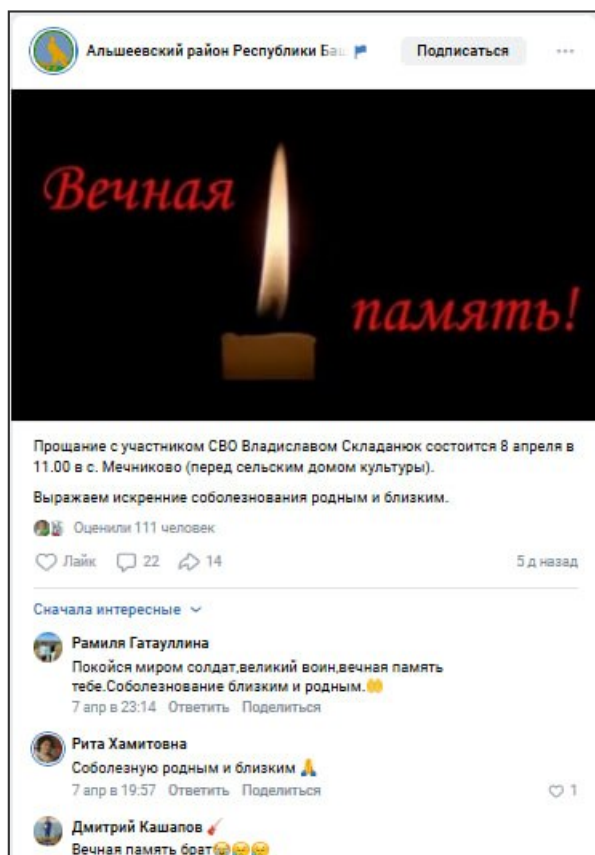 Альшеевский район Республики Баш
Подписаться
Вечная
память!
Прощание с участником СВО Владиславом Складанюк состоится 8 апреля в
11.00 в с. Мечниково (перед сельским домом культуры).
Выражаем искренние соболезнования родным и близким.
Оценили 111 человек
Лайк 22 14
5 д назад
Сначала интересные
Рамиля Гатауллина
Покойся миром солдат,великий воин,вечная память
тебе.Соболезнование близким и родным.🤲
7 апр в 23:14 Ответить Поделиться
Рита Хамитовна
Соболезную родным и близким 🙏
7 апр в 19:57 Ответить Поделиться
1
Дмитрий Кашапов 🎸
Вечная память брат😂😢😢